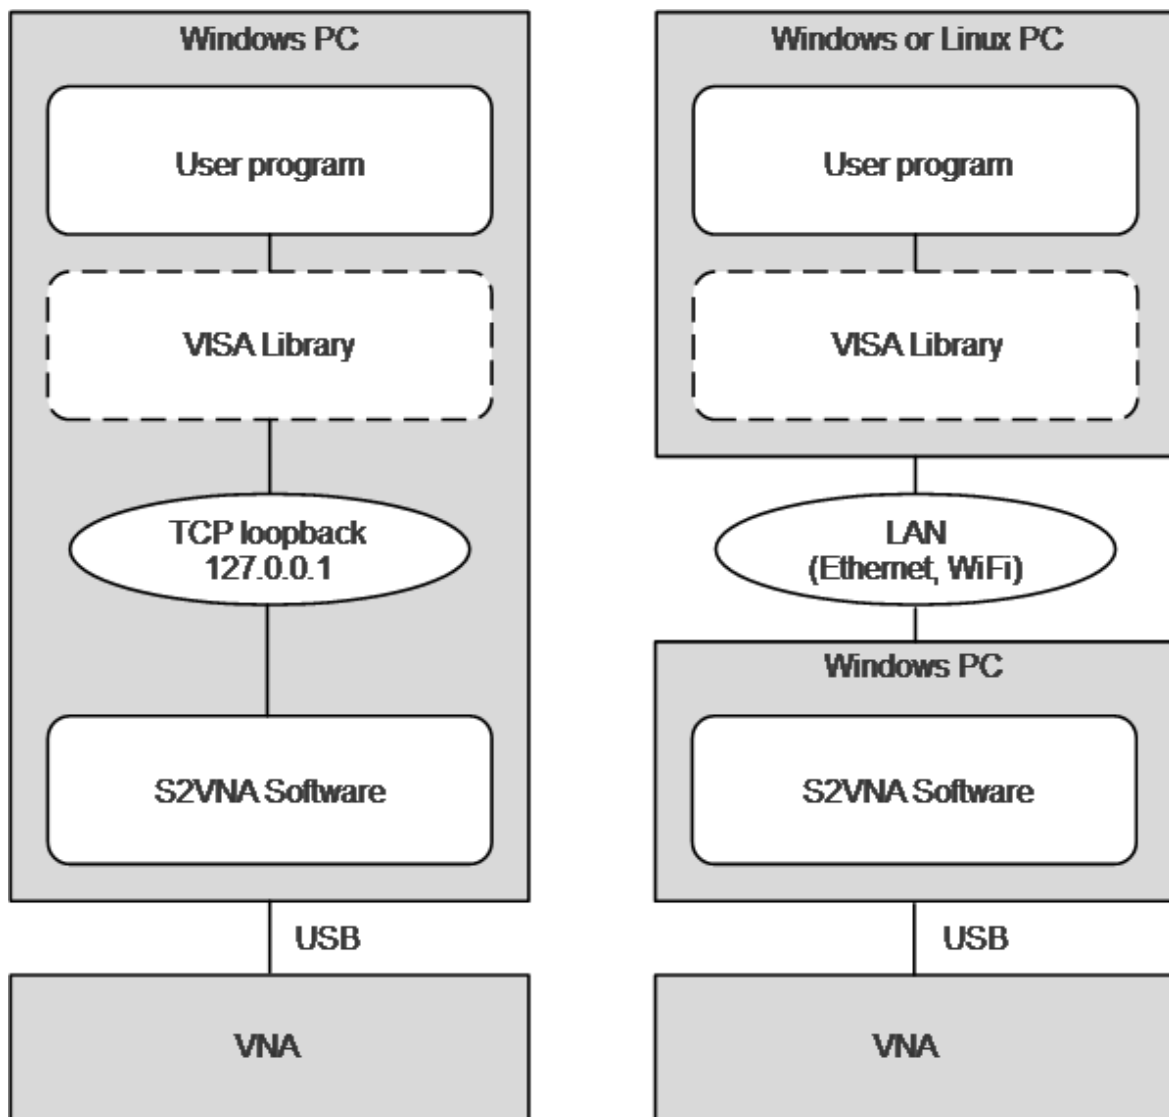 Windows PC
User program
VISA Library
TCP loopback
127.0.0.1
S2VNA Software
USB
VNA
Windows or Linux PC
User program
VISA Library
LAN
(Ethernet, WiFi)
Windows PC
S2VNA Software
USB
VNA